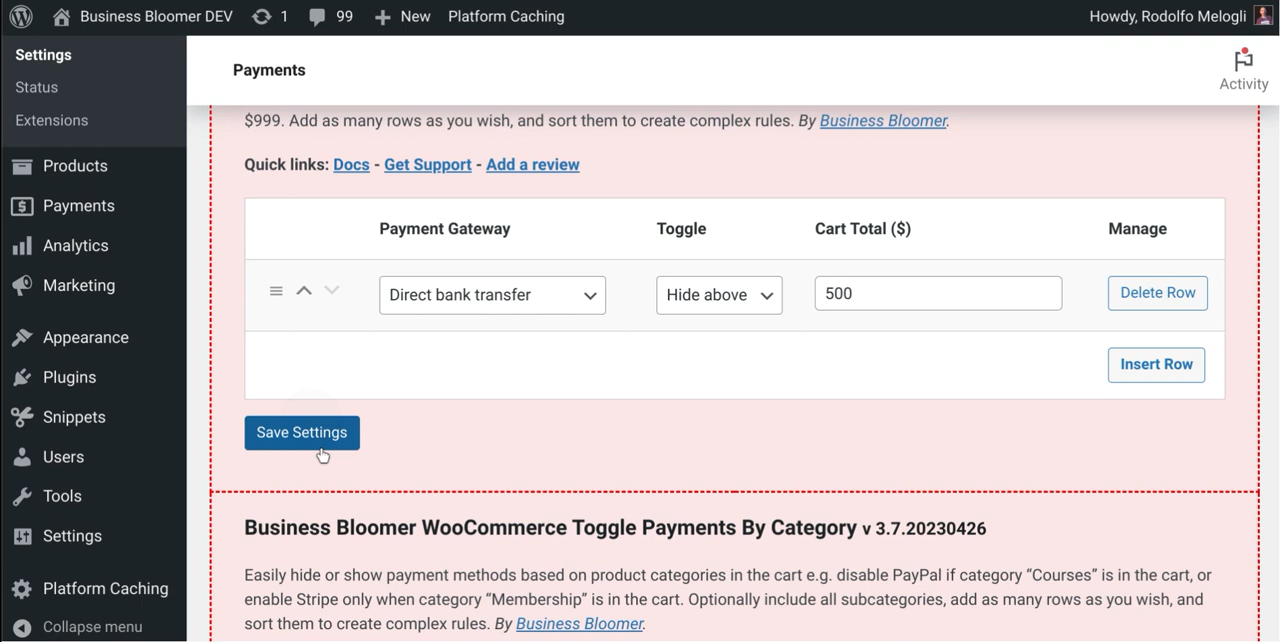 Business Bloomer DEV 1 99 New Platform Caching Howdy, Rodolfo Melogli
Settings
Status
Extensions
Products
Payments
Analytics
Marketing
Appearance
Plugins
Snippets
Users
Tools
Settings
Platform Caching
Collapse menu
Payments
Activity
$999. Add as many rows as you wish, and sort them to create complex rules. By Business Bloomer.
Quick links: Docs - Get Support - Add a review
Payment Gateway Toggle Cart Total ($) Manage
Direct bank transfer Hide above 500 Delete Row
Insert Row
Save Settings
Business Bloomer WooCommerce Toggle Payments By Category v 3.7.20230426
Easily hide or show payment methods based on product categories in the cart e.g. disable PayPal if category “Courses” is in the cart, or
enable Stripe only when category “Membership” is in the cart. Optionally include all subcategories, add as many rows as you wish, and
sort them to create complex rules. By Business Bloomer.